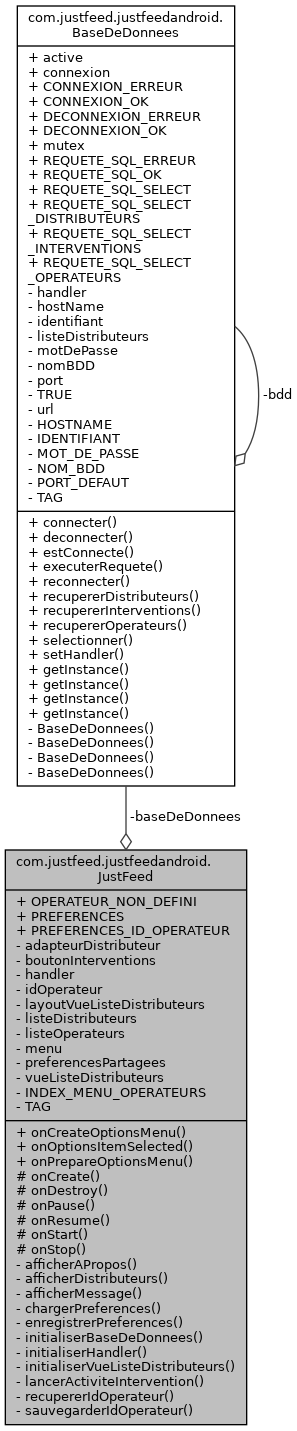 com.justfeed.justfeedandroid.
BaseDeDonnees
+ active
+ connexion
+ CONNEXION_ERREUR
+ CONNEXION_OK
+ DECONNEXION_ERREUR
+ DECONNEXION_OK
+ mutex
+ REQUETE_SQL_ERREUR
+ REQUETE_SQL_OK
+ REQUETE_SQL_SELECT
+ REQUETE_SQL_SELECT
_DISTRIBUTEURS
+ REQUETE_SQL_SELECT
_INTERVENTIONS
+ REQUETE_SQL_SELECT
_OPERATEURS
- handler
- hostName
- identifiant
- listeDistributeurs
- motDePasse
- nomBDD
- port
- TRUE
- url
- HOSTNAME
- IDENTIFIANT
- MOT_DE_PASSE
- NOM_BDD
- PORT_DEFAUT
- TAG
+ connecter()
+ deconnecter()
+ estConnecte()
+ executerRequete()
+ reconnecter()
+ recupererDistributeurs()
+ recupererInterventions()
+ recupererOperateurs()
+ selectionner()
+ setHandler()
+ getInstance()
+ getInstance()
+ getInstance()
+ getInstance()
- BaseDeDonnees()
- BaseDeDonnees()
- BaseDeDonnees()
- BaseDeDonnees()
-bdd
-baseDeDonnees
com.justfeed.justfeedandroid.
JustFeed
+ OPERATEUR_NON_DEFINI
+ PREFERENCES
+ PREFERENCES_ID_OPERATEUR
- adapteurDistributeur
- boutonInterventions
- handler
- idOperateur
- layoutVueListeDistributeurs
- listeDistributeurs
- listeOperateurs
- menu
- preferencesPartagees
- vueListeDistributeurs
- INDEX_MENU_OPERATEURS
- TAG
+ onCreateOptionsMenu()
+ onOptionsItemSelected()
+ onPrepareOptionsMenu()
# onCreate()
# onDestroy()
# onPause()
# onResume()
# onStart()
# onStop()
- afficherAPropos()
- afficherDistributeurs()
- afficherMessage()
- chargerPreferences()
- enregistrerPreferences()
- initialiserBaseDeDonnees()
- initialiserHandler()
- initialiserVueListeDistributeurs()
- lancerActiviteIntervention()
- recupererIdOperateur()
- sauvegarderIdOperateur()